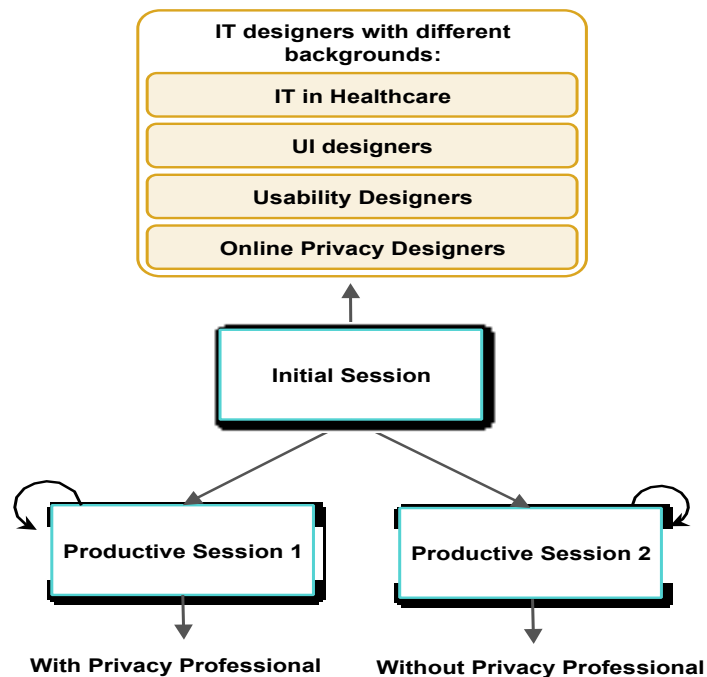 IT designers with different
backgrounds:
IT in Healthcare
UI designers
Usability Designers
Online Privacy Designers
Initial Session
Productive Session 1
Productive Session 2
With Privacy Professional
Without Privacy Professional